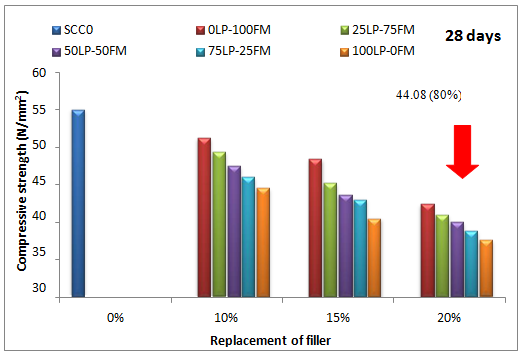 SCC0 0LP-100FM 25LP-75FM
50LP-50FM 75LP-25FM 100LP-0FM
28 days
44.08 (80%)
Compressive strength (N/mm²)
60
55
50
45
40
35
30
0% 10% 15% 20%
Replacement of filler